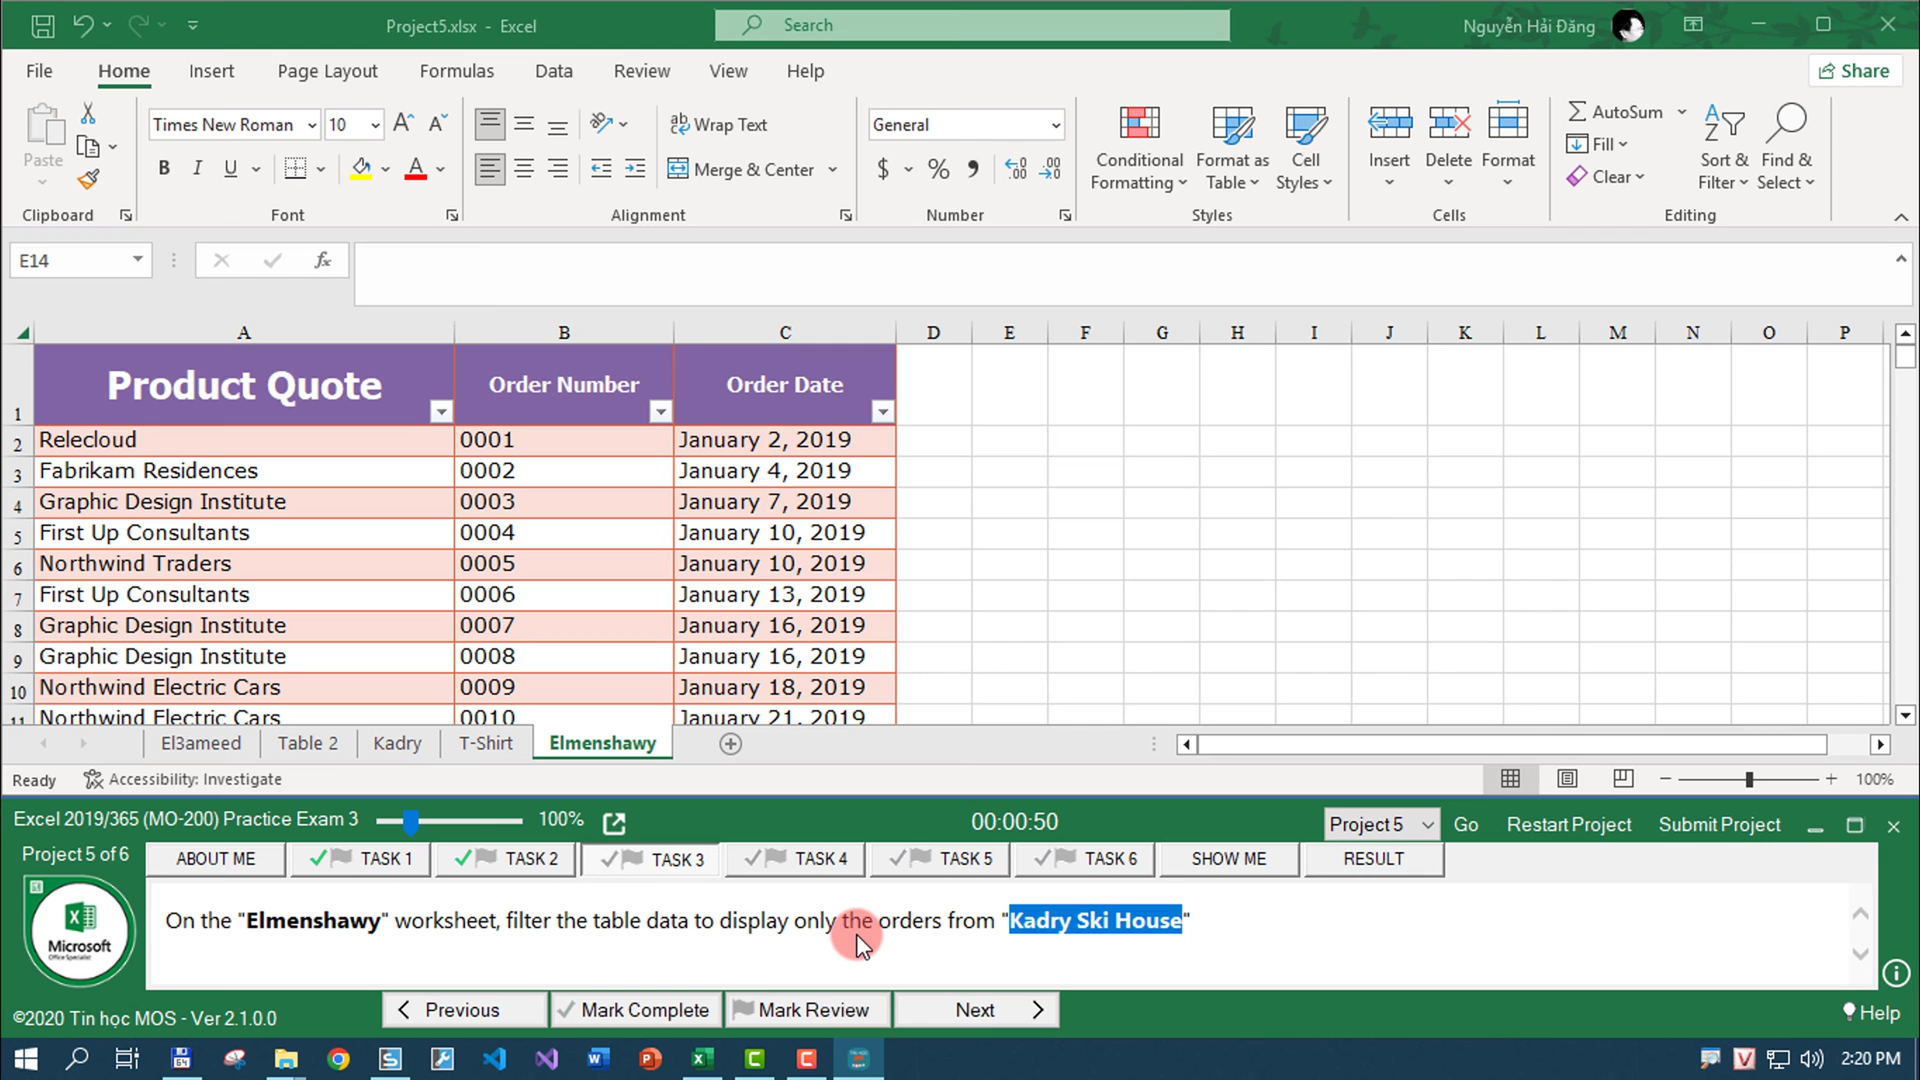 Project5.xlsx - Excel
Search
Nguyễn Hải Đăng
File Home Insert Page Layout Formulas Data Review View Help
Share
Paste
Times New Roman 10
B I U
Wrap Text
Merge & Center
General
$ % 
Conditional Formatting
Format as Table
Cell Styles
Insert Delete Format
AutoSum
Fill
Clear
Sort & Filter
Find & Select
Clipboard Font Alignment Number Styles Cells Editing
E14
fx
A B C D E F G H I J K L M N O P
1 Product Quote Order Number Order Date
2 Relecloud 0001 January 2, 2019
3 Fabrikam Residences 0002 January 4, 2019
4 Graphic Design Institute 0003 January 7, 2019
5 First Up Consultants 0004 January 10, 2019
6 Northwind Traders 0005 January 10, 2019
7 First Up Consultants 0006 January 13, 2019
8 Graphic Design Institute 0007 January 16, 2019
9 Graphic Design Institute 0008 January 16, 2019
10 Northwind Electric Cars 0009 January 18, 2019
11 Northwind Electric Cars 0010 January 21, 2019
El3ameed Table 2 Kadry T-Shirt Elmenshawy
Ready Accessibility: Investigate 100%
Excel 2019/365 (MO-200) Practice Exam 3 100% 00:00:50 Project 5 Go Restart Project Submit Project
Project 5 of 6 ABOUT ME TASK 1 TASK 2 TASK 3 TASK 4 TASK 5 TASK 6 SHOW ME RESULT
On the "Elmenshawy" worksheet, filter the table data to display only the orders from "Kadry Ski House"
Microsoft
Office Specialist
Previous Mark Complete Mark Review Next
©2020 Tin học MOS - Ver 2.1.0.0
Help
2:20 PM